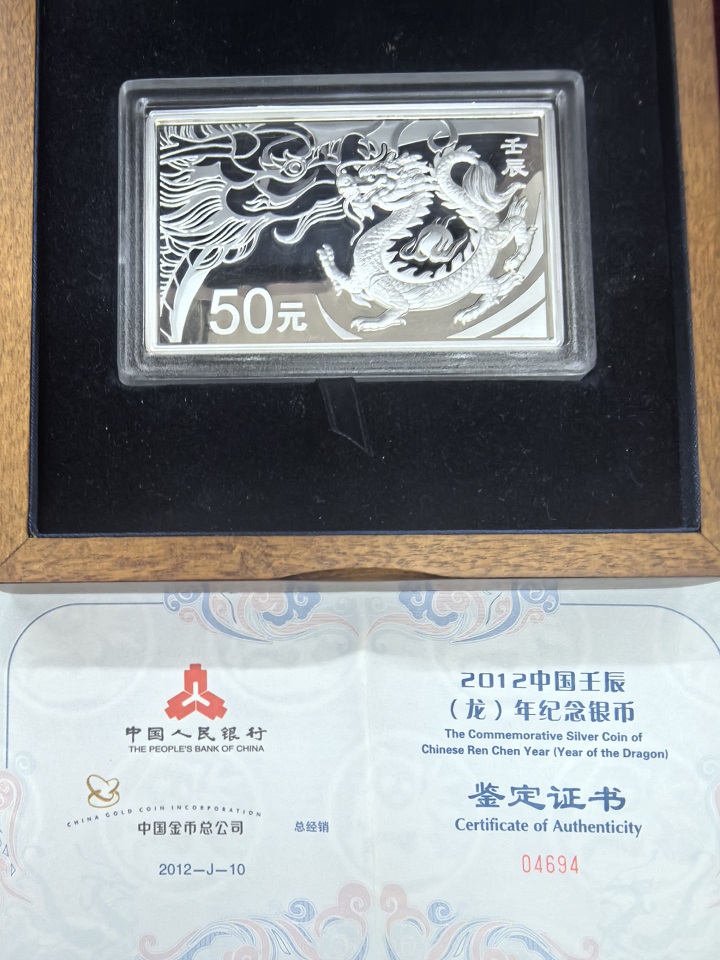 壬辰
50元
中国人民银行
THE PEOPLE'S BANK OF CHINA
CHINA GOLD COIN INCORPORATION
中国金币总公司
总经销
2012—J—10
2012中国壬辰
（龙）年纪念银币
The Commemorative Silver Coin of
Chinese Ren Chen Year (Year of the Dragon)
鉴定证书
Certificate of Authenticity
04694